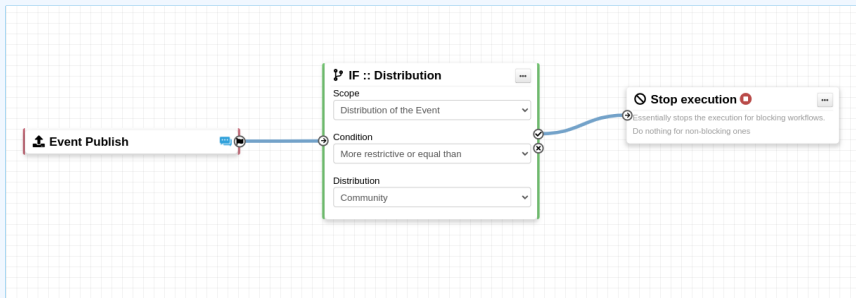 Event Publish
IF :: Distribution
Scope
Distribution of the Event
Condition
More restrictive or equal than
Distribution
Community
Stop execution
Essentially stops the execution for blocking workflows.
Do nothing for non-blocking ones